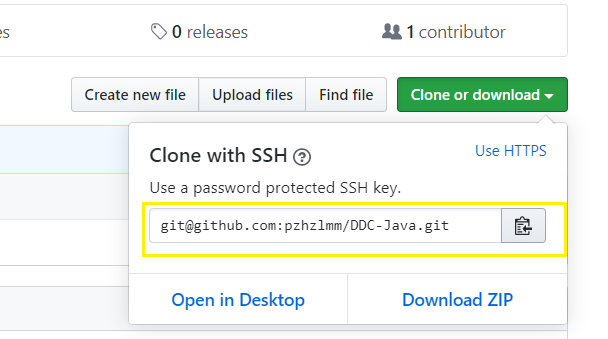 es
0 releases
1 contributor
Create new file
Upload files
Find file
Clone or download
Clone with SSH
Use HTTPS
Use a password protected SSH key.
git@github.com:pzhzlmm/DDC-Java.git
Open in Desktop
Download ZIP